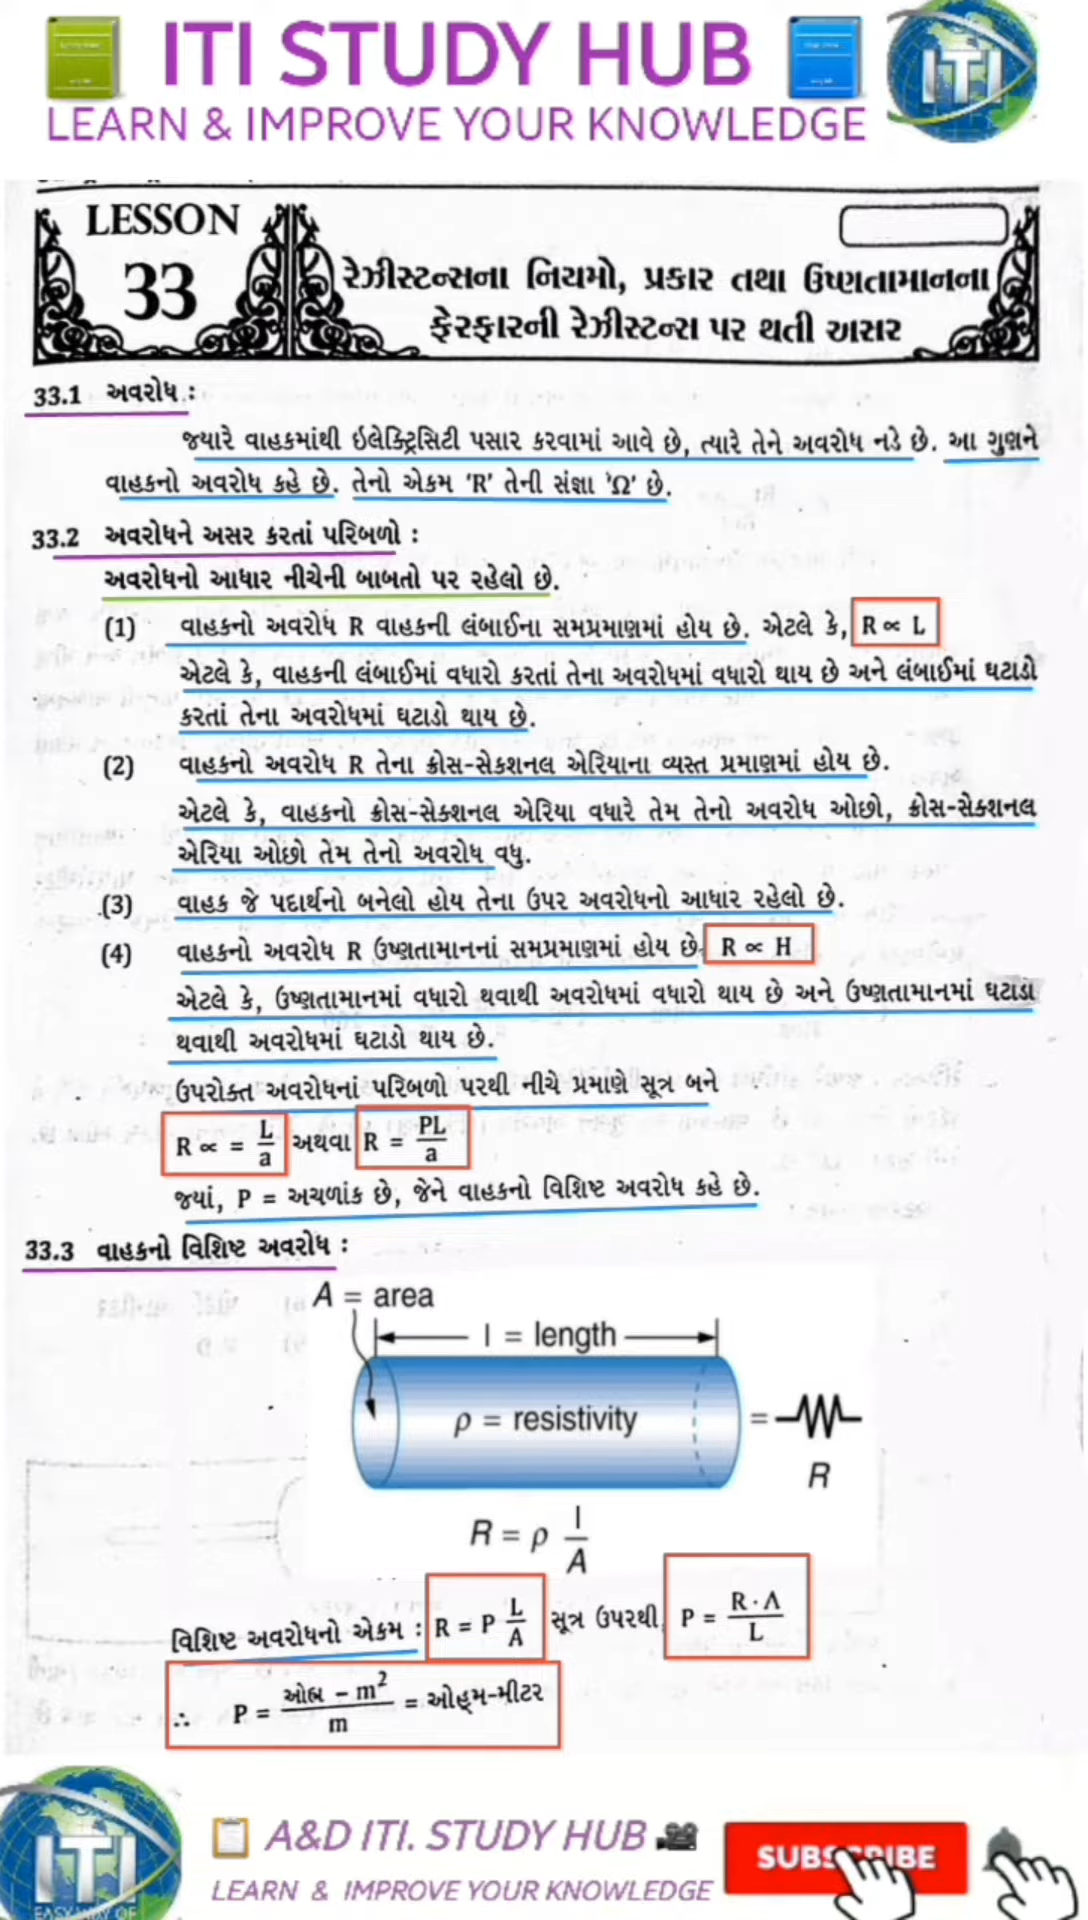 ITI STUDY HUB
LEARN & IMPROVE YOUR KNOWLEDGE
ITI
LESSON
33
રેઝીસ્ટન્સના નિયમો, પ્રકાર તથા ઉષ્ણતામાનના
ફેરફારની રેઝીસ્ટન્સ પર થતી અસર
33.1 અવરોધ :
જ્યારે વાહકમાંથી ઇલેક્ટ્રિસિટી પસાર કરવામાં આવે છે, ત્યારે તેને અવરોધ નડે છે. આ ગુણને
વાહકનો અવરોધ કહે છે. તેનો એકમ ‘R’ તેની સંજ્ઞા ‘Ω’ છે.
33.2 અવરોધને અસર કરતાં પરિબળો :
અવરોધનો આધાર નીચેની બાબતો પર રહેલો છે.
(1) વાહકનો અવરોધ R વાહકની લંબાઈના સમપ્રમાણમાં હોય છે. એટલે કે, R ∝ L
એટલે કે, વાહકની લંબાઈમાં વધારો કરતાં તેના અવરોધમાં વધારો થાય છે અને લંબાઈમાં ઘટાડો
કરતાં તેના અવરોધમાં ઘટાડો થાય છે.
(2) વાહકનો અવરોધ R તેના ક્રોસ-સેકશનલ એરિયાના વ્યસ્ત પ્રમાણમાં હોય છે.
એટલે કે, વાહકનો ક્રોસ-સેક્શનલ એરિયા વધારે તેમ તેનો અવરોધ ઓછો, ક્રોસ-સેક્શનલ
એરિયા ઓછો તેમ તેનો અવરોધ વધુ.
(3) વાહક જે પદાર્થનો બનેલો હોય તેના ઉપર અવરોધનો આધાર રહેલો છે.
(4) વાહકનો અવરોધ R ઉષ્ણતામાનનાં સમપ્રમાણમાં હોય છે. R ∝ H
એટલે કે, ઉષ્ણતામાનમાં વધારો થવાથી અવરોધમાં વધારો થાય છે અને ઉષ્ણતામાનમાં ઘટાડો
થવાથી અવરોધમાં ઘટાડો થાય છે.
ઉપરોક્ત અવરોધનાં પરિબળો પરથી નીચે પ્રમાણે સૂત્ર બને
R ∝ = L/a અથવા R = PL/a
જ્યાં, P = અચળાંક છે, જેને વાહકનો વિશિષ્ટ અવરોધ કહે છે.
33.3 વાહકનો વિશિષ્ટ અવરોધ :
A = area
l = length
ρ = resistivity
=
R
R = ρ l/A
વિશિષ્ટ અવરોધનો એકમ : R = P L/A સૂત્ર ઉપરથી, P = R·A/L
∴ P = ઓહ્મ – m²/m = ઓહ્મ-મીટર
ITI
EASY WAY OF
A&D ITI. STUDY HUB
SUBSCRIBE
LEARN & IMPROVE YOUR KNOWLEDGE